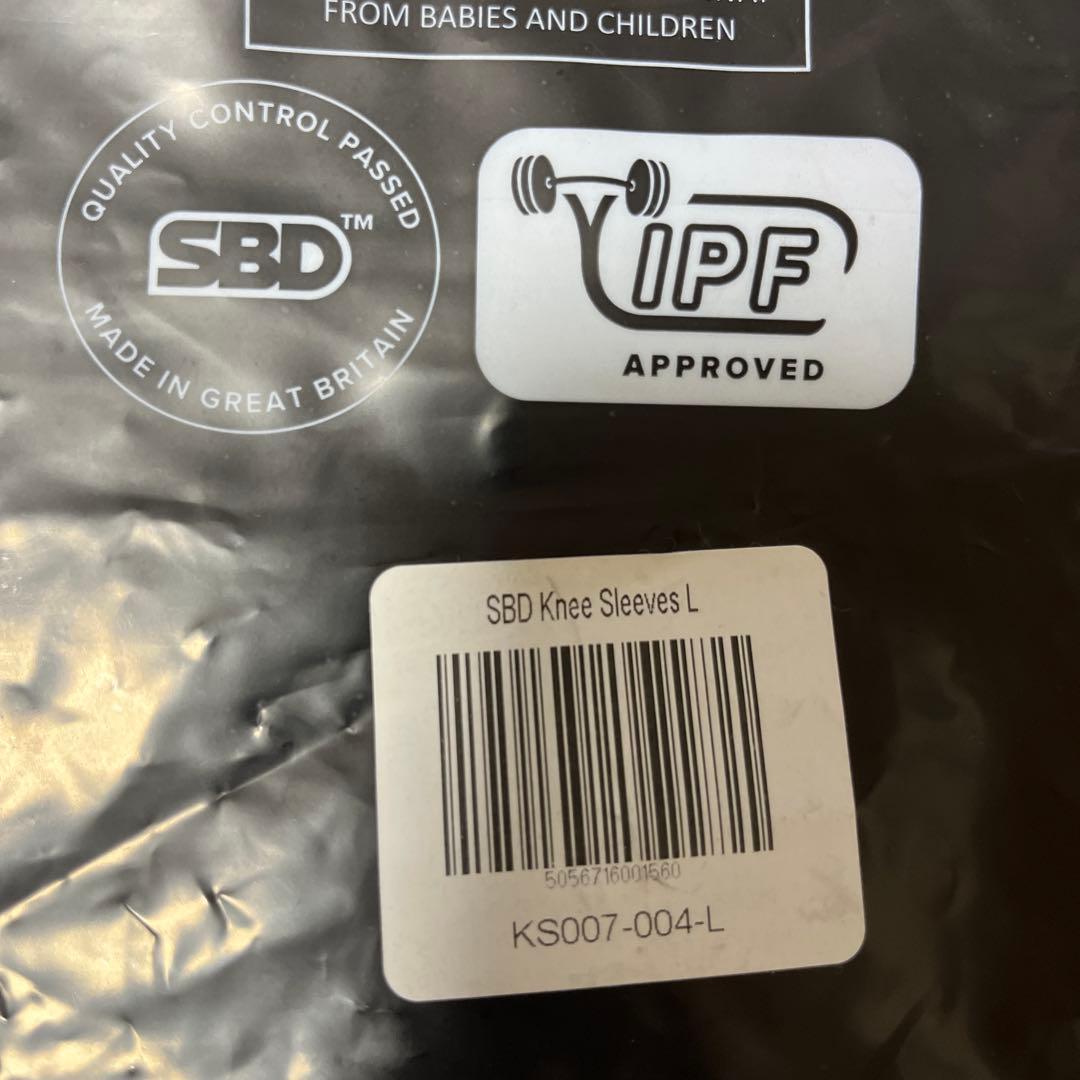 FROM BABIES AND CHILDREN
QUALITY CONTROL PASSED
SBD™
MADE IN GREAT BRITAIN
IPF
APPROVED
SBD Knee Sleeves L
5056716001560
KS007-004-L